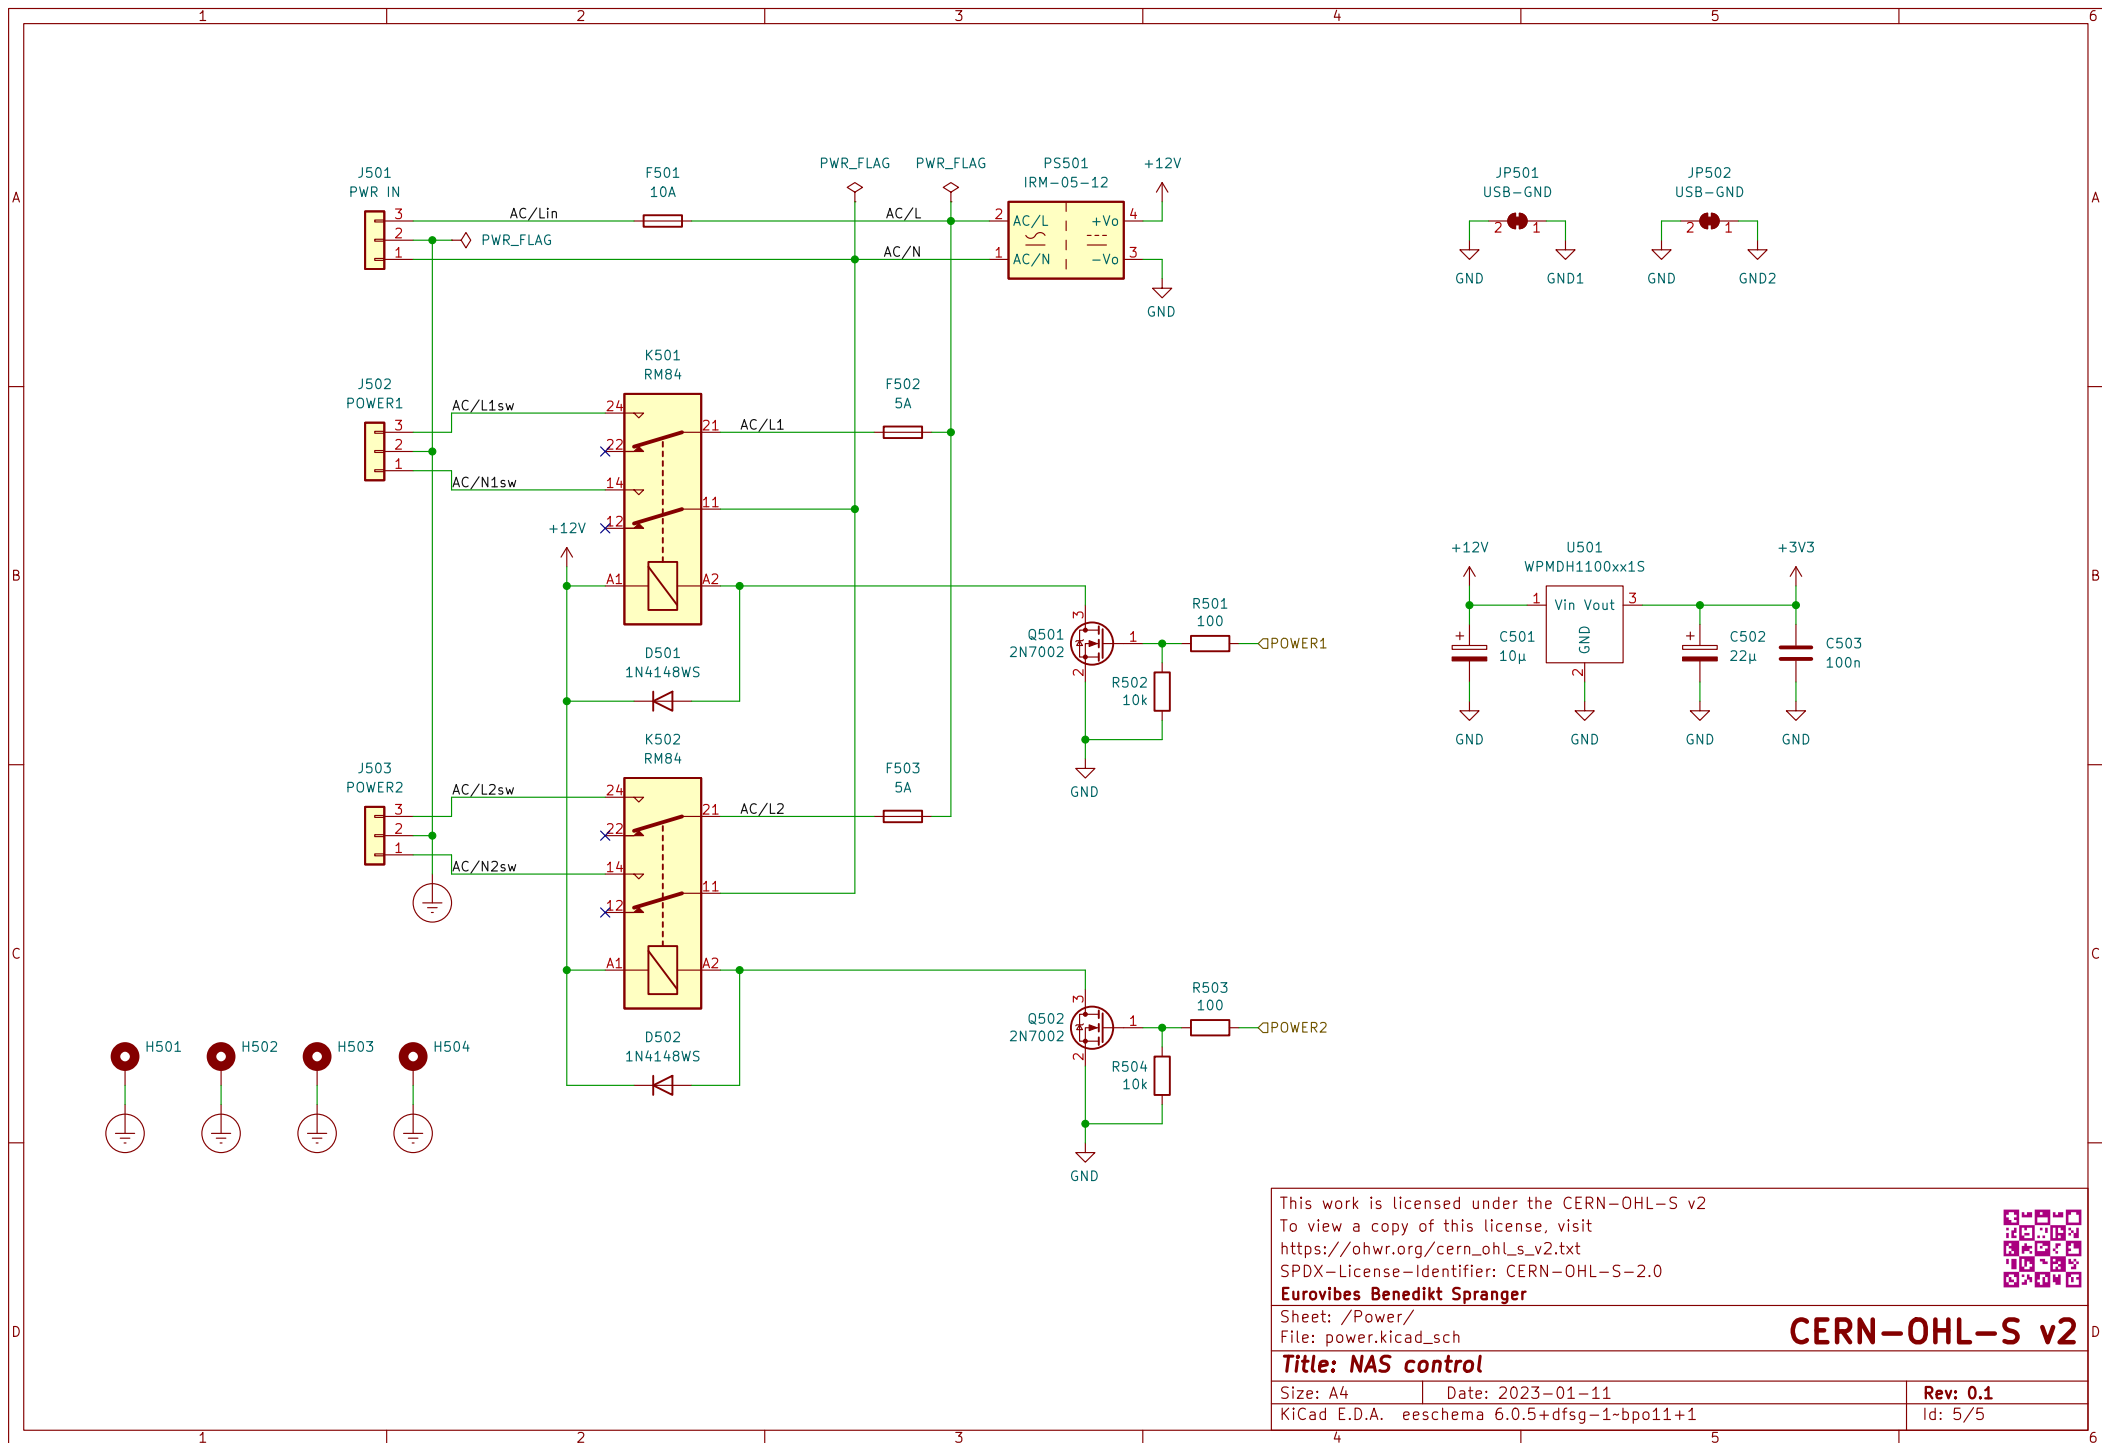 1 2 3 4 5 6
A
B
C
D
A
B
C
D
J501
PWR IN
3
2
1
AC/Lin
PWR_FLAG
F501
10A
PWR_FLAG
PWR_FLAG
AC/L
AC/N
PS501
IRM-05-12
2
AC/L
+Vo
4
1
AC/N
-Vo
3
+12V
GND
JP501
USB-GND
2
1
GND
GND1
JP502
USB-GND
2
1
GND
GND2
J502
POWER1
3
2
1
AC/L1sw
AC/N1sw
+12V
K501
RM84
24
22
14
12
A1
21
11
A2
AC/L1
F502
5A
D501
1N4148WS
Q501
2N7002
3
1
2
R501
100
POWER1
R502
10k
GND
+12V
U501
WPMDH1100xx1S
1
Vin Vout
3
GND
2
+3V3
+
C501
10µ
+
C502
22µ
C503
100n
GND
GND
GND
GND
J503
POWER2
3
2
1
AC/L2sw
AC/N2sw
K502
RM84
24
22
14
12
A1
21
11
A2
AC/L2
F503
5A
D502
1N4148WS
Q502
2N7002
3
1
2
R503
100
POWER2
R504
10k
GND
H501
H502
H503
H504
This work is licensed under the CERN-OHL-S v2
To view a copy of this license, visit
https://ohwr.org/cern_ohl_s_v2.txt
SPDX-License-Identifier: CERN-OHL-S-2.0
Eurovibes Benedikt Spranger
Sheet: /Power/
File: power.kicad_sch
CERN-OHL-S v2
Title: NAS control
Size: A4
Date: 2023-01-11
Rev: 0.1
KiCad E.D.A. eeschema 6.0.5+dfsg-1~bpo11+1
Id: 5/5
1 2 3 4 5 6